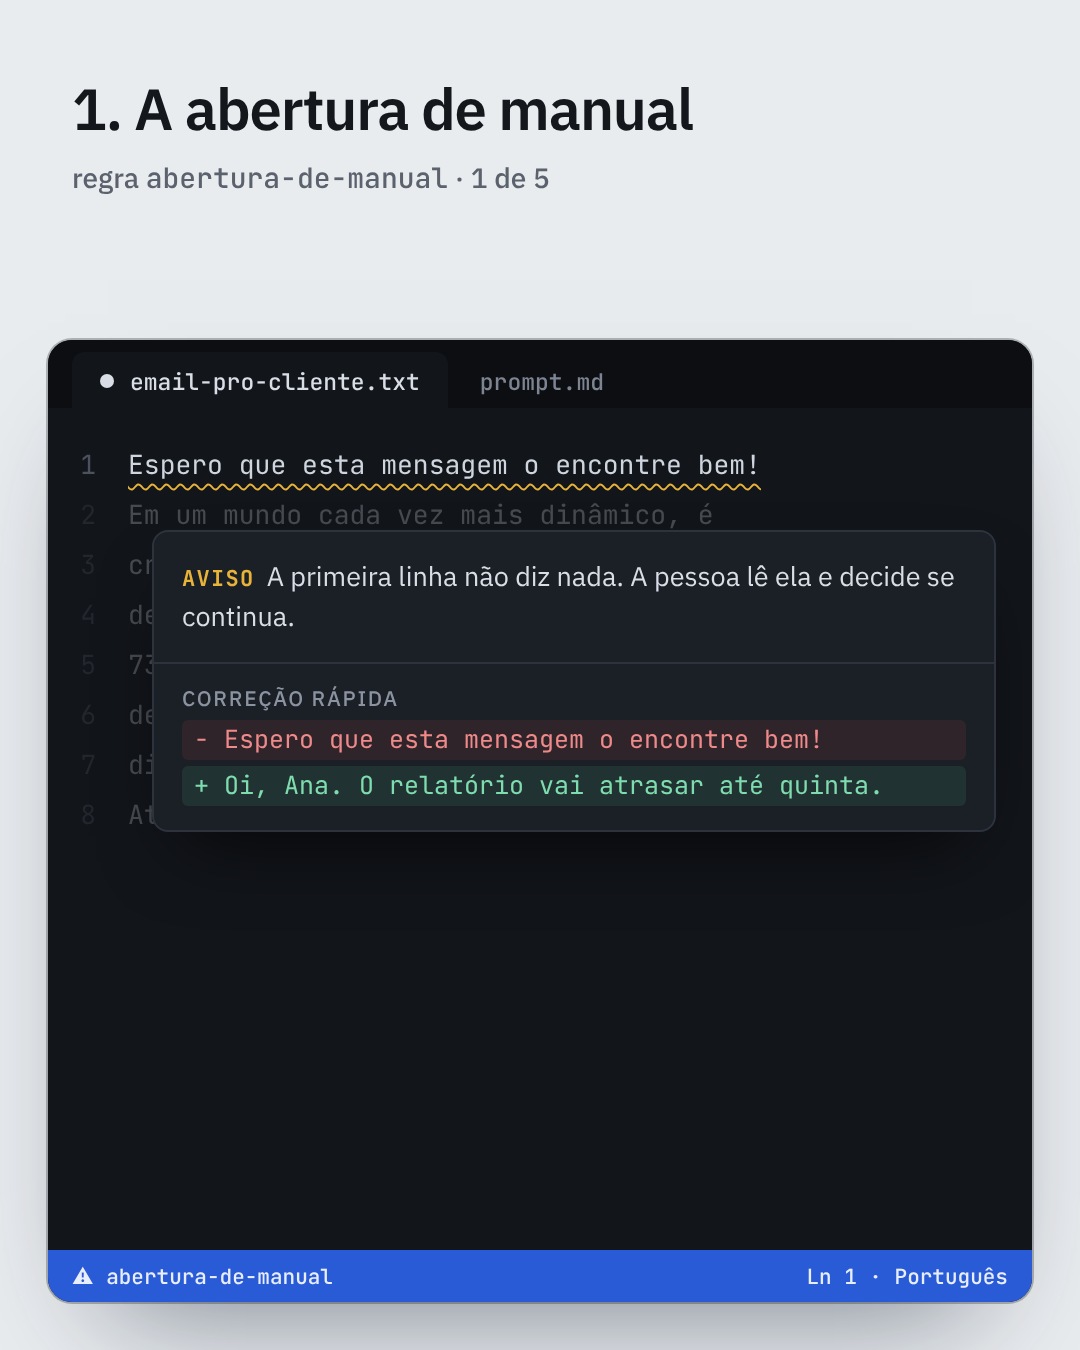 1. A abertura de manual
regra abertura-de-manual · 1 de 5
email-pro-cliente.txt
prompt.md
1 Espero que esta mensagem o encontre bem!
2 Em um mundo cada vez mais dinâmico, é
3
AVISO A primeira linha não diz nada. A pessoa lê ela e decide se
continua.
4
5 73
CORREÇÃO RÁPIDA
6
- Espero que esta mensagem o encontre bem!
7
+ Oi, Ana. O relatório vai atrasar até quinta.
8
abertura-de-manual
Ln 1 · Português